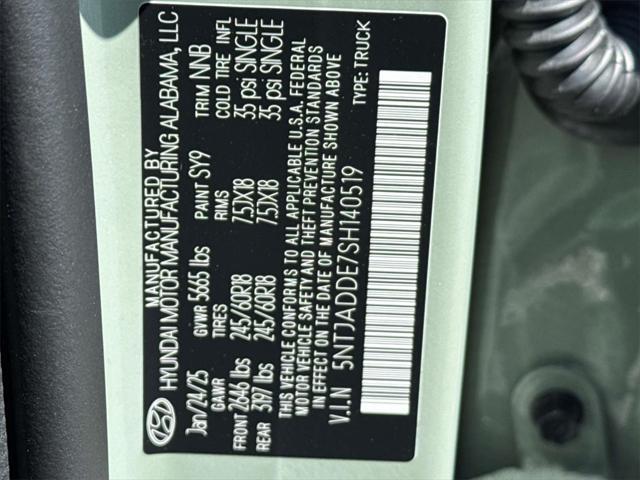 MANUFACTURED BY
HYUNDAI MOTOR MANUFACTURING ALABAMA, LLC
Jan/24/25 GVWR 5665 lbs PAINT SY9 TRIM NNB
GAWR TIRES RIMS COLD TIRE INFL
FRONT 2646 lbs 245/60R18 7.5JX18 35 psi SINGLE
REAR 3197 lbs 245/60R18 7.5JX18 35 psi SINGLE
THIS VEHICLE CONFORMS TO ALL APPLICABLE U.S.A. FEDERAL
MOTOR VEHICLE SAFETY AND THEFT PREVENTION STANDARDS
IN EFFECT ON THE DATE OF MANUFACTURE SHOWN ABOVE
V.I.N 5NTJADDE7SH140519
TYPE: TRUCK